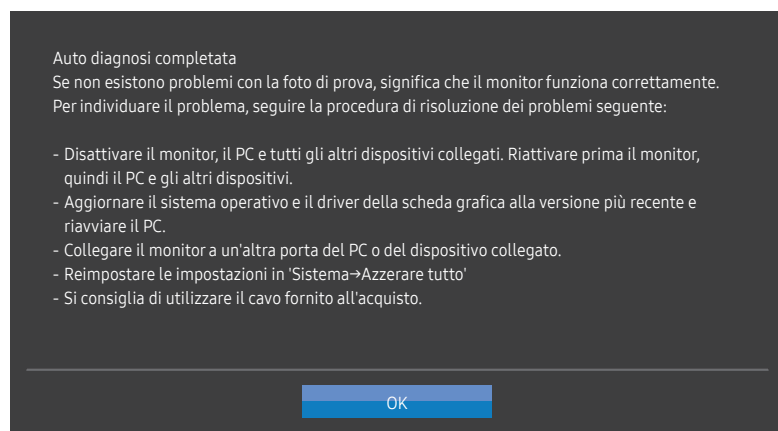 Auto diagnosi completata
Se non esistono problemi con la foto di prova, significa che il monitor funziona correttamente.
Per individuare il problema, seguire la procedura di risoluzione dei problemi seguente:
- Disattivare il monitor, il PC e tutti gli altri dispositivi collegati. Riattivare prima il monitor,
quindi il PC e gli altri dispositivi.
- Aggiornare il sistema operativo e il driver della scheda grafica alla versione più recente e
riavviare il PC.
- Collegare il monitor a un'altra porta del PC o del dispositivo collegato.
- Reimpostare le impostazioni in 'Sistema→Azzerare tutto'
- Si consiglia di utilizzare il cavo fornito all'acquisto.
OK